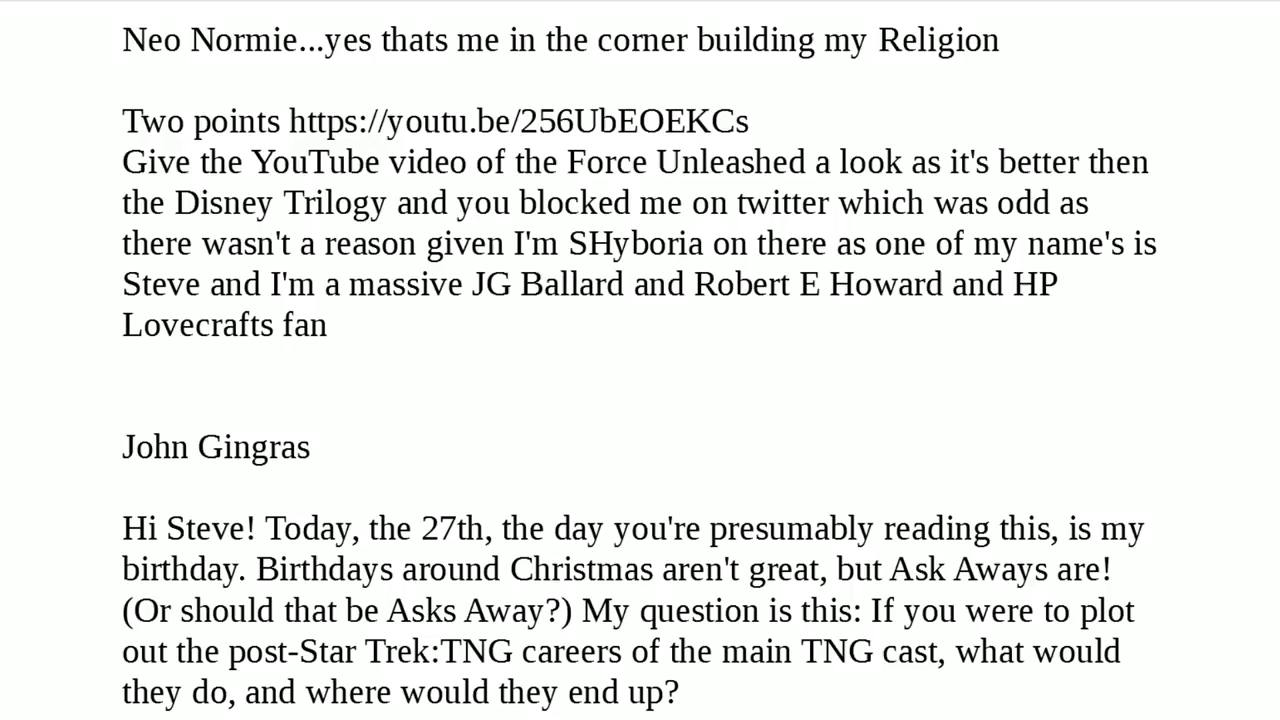 Neo Normie...yes thats me in the corner building my Religion
Two points https://youtu.be/256UbEOEKCs
Give the YouTube video of the Force Unleashed a look as it's better then
the Disney Trilogy and you blocked me on twitter which was odd as
there wasn't a reason given I'm SHyboria on there as one of my name's is
Steve and I'm a massive JG Ballard and Robert E Howard and HP
Lovecrafts fan
John Gingras
Hi Steve! Today, the 27th, the day you're presumably reading this, is my
birthday. Birthdays around Christmas aren't great, but Ask Aways are!
(Or should that be Asks Away?) My question is this: If you were to plot
out the post-Star Trek:TNG careers of the main TNG cast, what would
they do, and where would they end up?